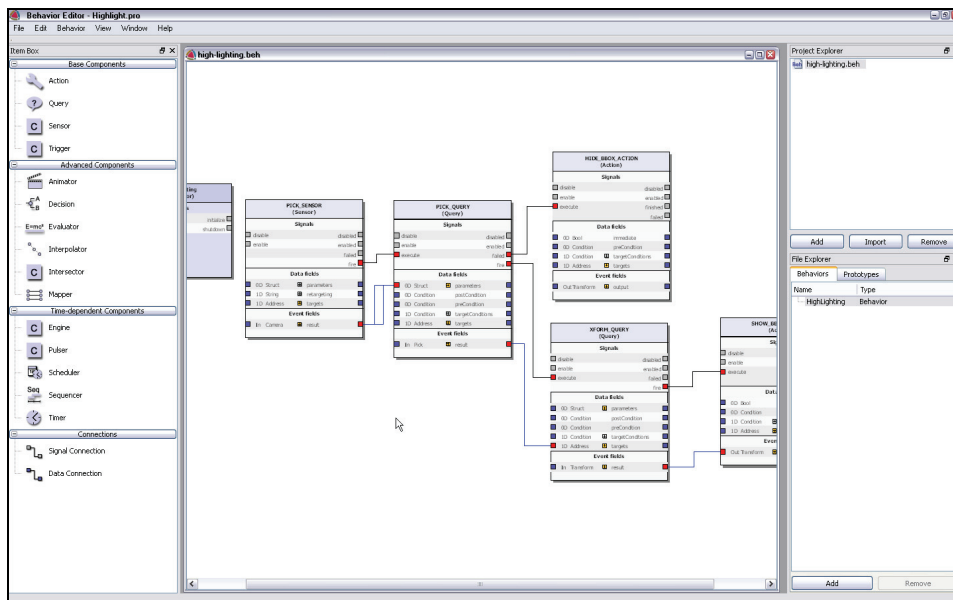 Behavior Editor - Highlight.pro
File Edit Behavior View Window Help
Item Box
Base Components
Action
Query
C Sensor
C Trigger
Advanced Components
Animator
Decision
E=mc² Evaluator
Interpolator
C Intersector
Mapper
Time-dependent Components
C Engine
C Pulser
Scheduler
Seq Sequencer
Timer
Connections
Signal Connection
Data Connection
high-lighting.beh
initialize
shutdown
PICK_SENSOR
(Sensor)
Signals
disable disabled
enable enabled
failed
fire
Data fields
0D Struct parameters
1D String retargeting
1D Address targets
Event fields
In Camera result
PICK_QUERY
(Query)
Signals
disable disabled
enable enabled
execute failed
fire
Data fields
0D Struct parameters
0D Condition postCondition
0D Condition preCondition
1D Condition targetConditions
1D Address targets
Event fields
In Pick result
HIDE_BBOX_ACTION
(Action)
Signals
disable disabled
enable enabled
execute finished
failed
Data fields
0D Bool immediate
0D Condition preCondition
1D Condition targetConditions
1D Address targets
Event fields
Out Transform output
XFORM_QUERY
(Query)
Signals
disable disabled
enable enabled
execute failed
fire
Data fields
0D Struct parameters
0D Condition postCondition
0D Condition preCondition
1D Condition targetConditions
1D Address targets
Event fields
In Transform result
disable
enable
execute
0D Bool
0D Condition
1D Condition
1D Address
Out Transform
Project Explorer
high-lighting.beh
Add Import Remove
File Explorer
Behaviors Prototypes
Name Type
HighLighting Behavior
Add Remove